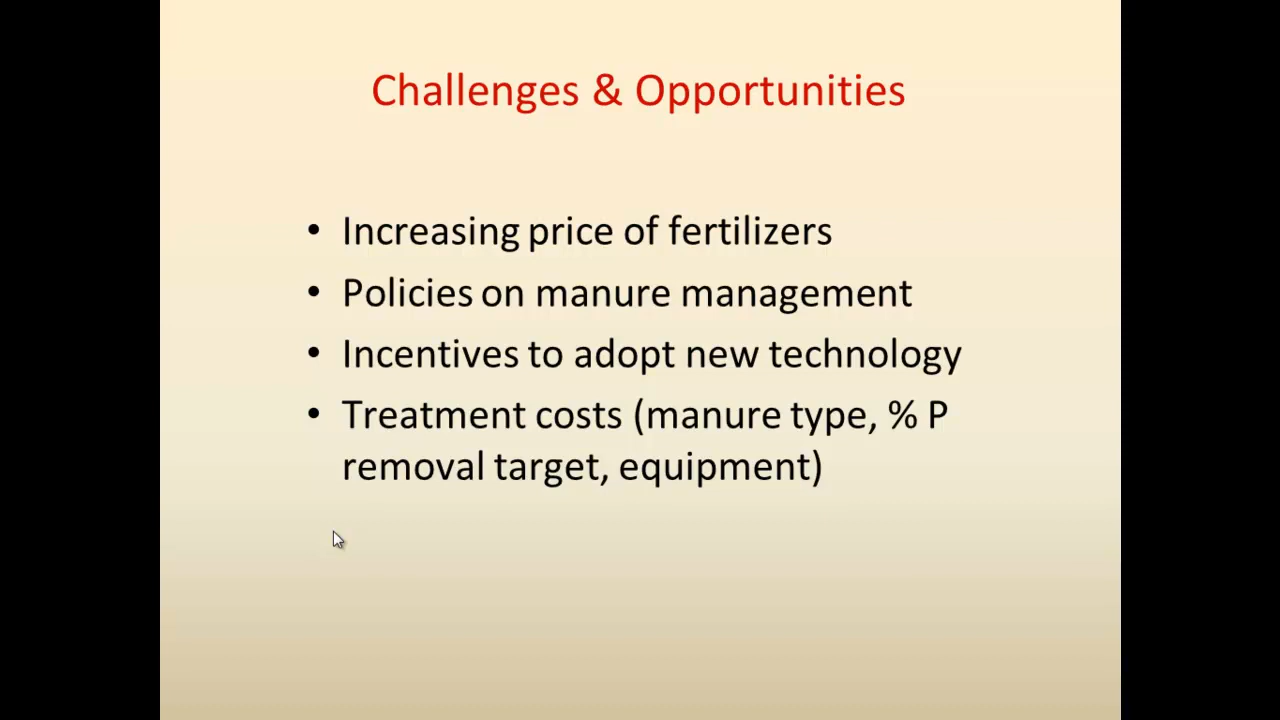 Challenges & Opportunities
• Increasing price of fertilizers
• Policies on manure management
• Incentives to adopt new technology
• Treatment costs (manure type, % P
removal target, equipment)